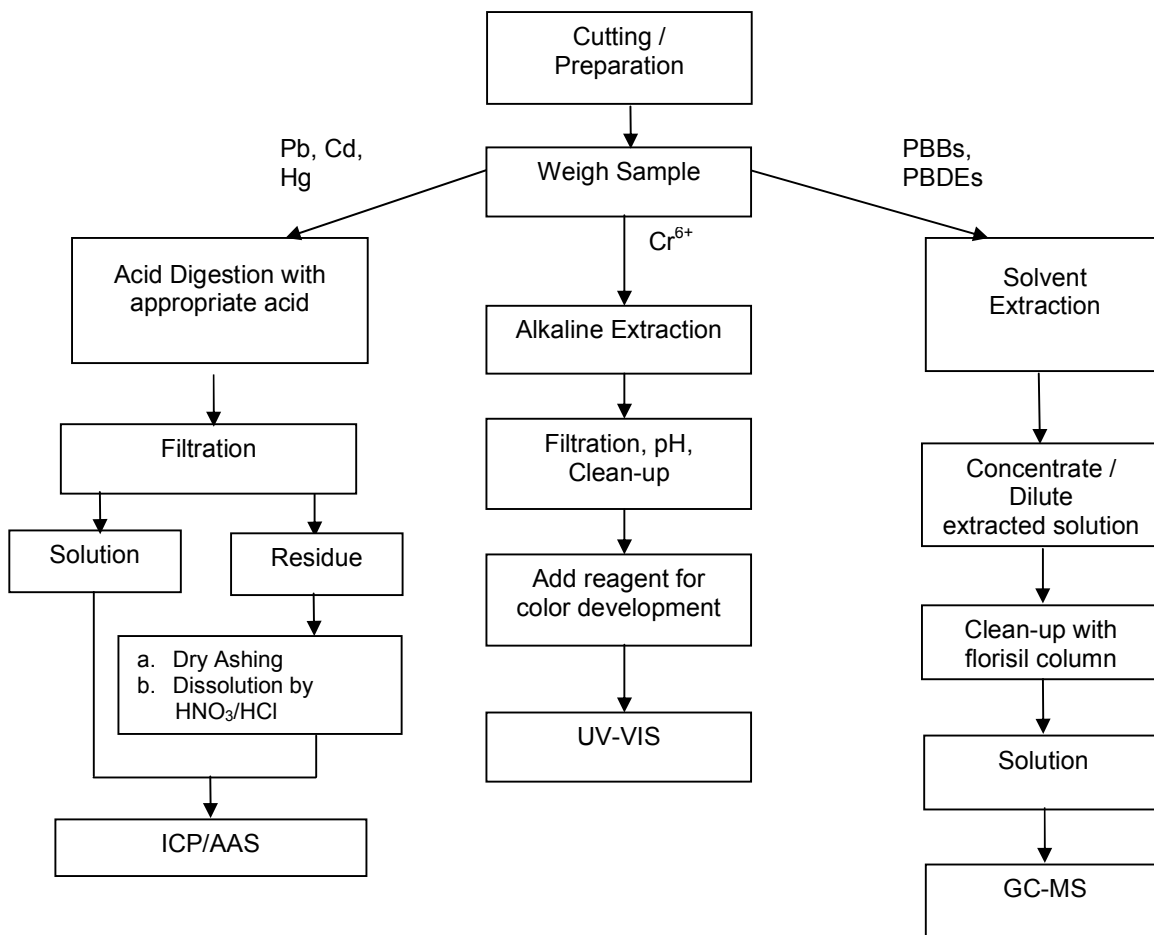 Cutting /
Preparation
Pb, Cd,
Hg
Weigh Sample
PBBs,
PBDEs
Cr⁶⁺
Acid Digestion with
appropriate acid
Alkaline Extraction
Solvent
Extraction
Filtration
Filtration, pH,
Clean-up
Concentrate /
Dilute
extracted solution
Solution
Residue
Add reagent for
color development
a. Dry Ashing
b. Dissolution by
HNO₃/HCl
Clean-up with
florisil column
UV-VIS
Solution
ICP/AAS
GC-MS